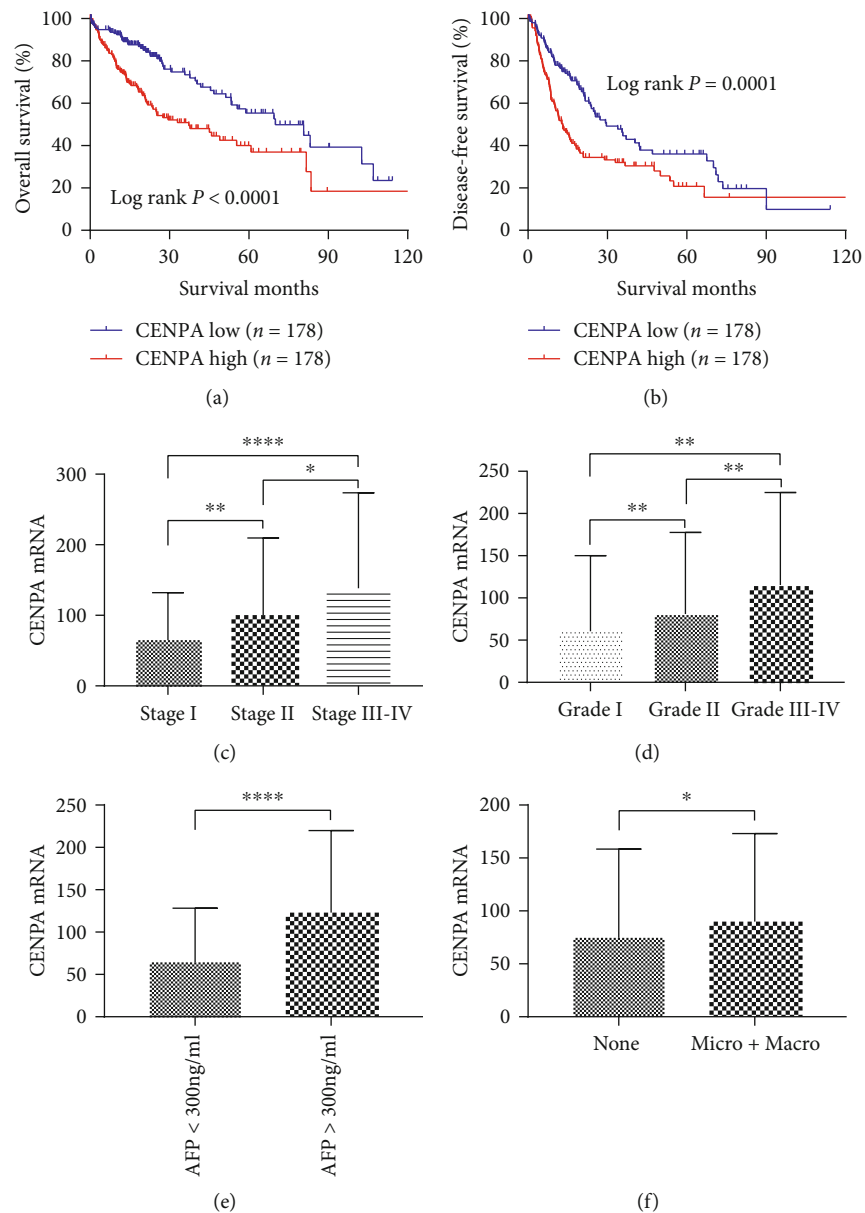 Overall survival (%)
100
80
60
40
20
0
Log rank P < 0.0001
0 30 60 90 120
Survival months
CENPA low (n = 178)
CENPA high (n = 178)
(a)
Disease-free survival (%)
100
80
60
40
20
0
Log rank P = 0.0001
0 30 60 90 120
Survival months
CENPA low (n = 178)
CENPA high (n = 178)
(b)
CENPA mRNA
300
200
100
0
****
*
**
Stage I Stage II Stage III-IV
(c)
CENPA mRNA
250
200
150
100
50
0
**
**
**
Grade I Grade II Grade III-IV
(d)
CENPA mRNA
250
200
150
100
50
0
****
AFP < 300ng/ml
AFP > 300ng/ml
(e)
CENPA mRNA
200
150
100
50
0
*
None Micro + Macro
(f)